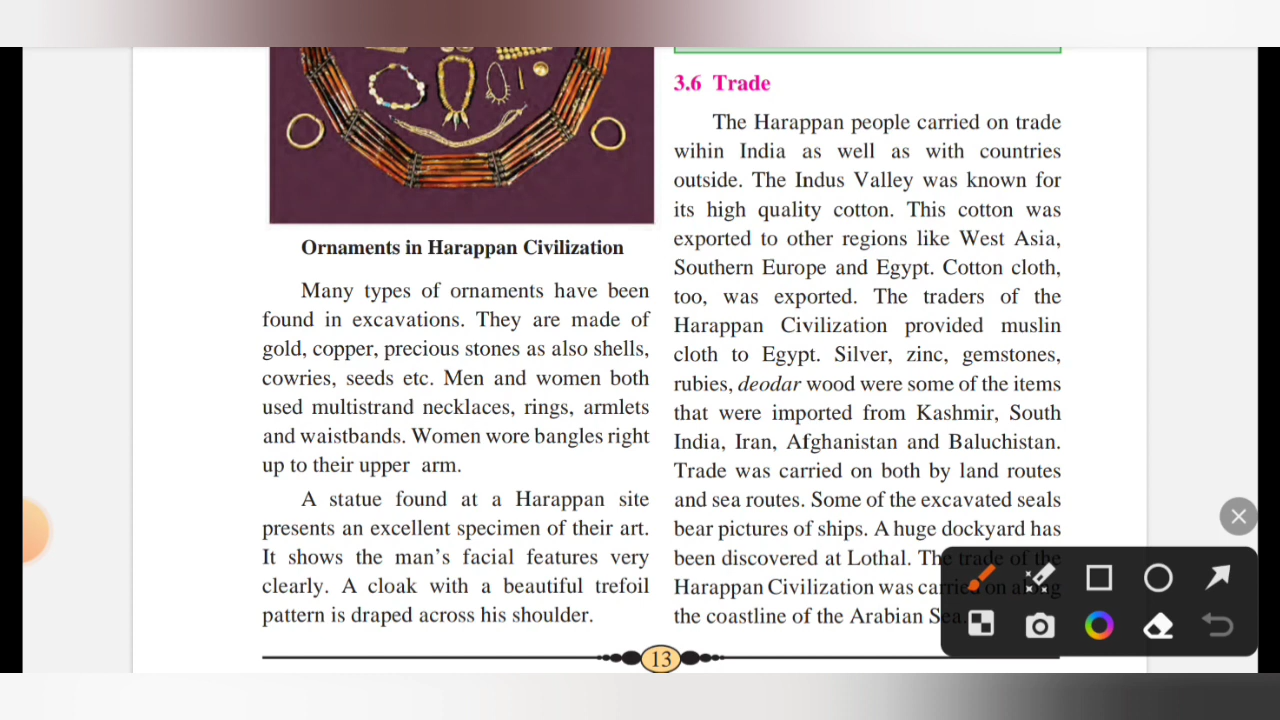 Ornaments in Harappan Civilization
Many types of ornaments have been
found in excavations. They are made of
gold, copper, precious stones as also shells,
cowries, seeds etc. Men and women both
used multistrand necklaces, rings, armlets
and waistbands. Women wore bangles right
up to their upper arm.
A statue found at a Harappan site
presents an excellent specimen of their art.
It shows the man's facial features very
clearly. A cloak with a beautiful trefoil
pattern is draped across his shoulder.
3.6 Trade
The Harappan people carried on trade
wihin India as well as with countries
outside. The Indus Valley was known for
its high quality cotton. This cotton was
exported to other regions like West Asia,
Southern Europe and Egypt. Cotton cloth,
too, was exported. The traders of the
Harappan Civilization provided muslin
cloth to Egypt. Silver, zinc, gemstones,
rubies, deodar wood were some of the items
that were imported from Kashmir, South
India, Iran, Afghanistan and Baluchistan.
Trade was carried on both by land routes
and sea routes. Some of the excavated seals
bear pictures of ships. A huge dockyard has
been discovered at Lothal. The trade of the
Harappan Civilization was carried on along
the coastline of the Arabian Sea.
13